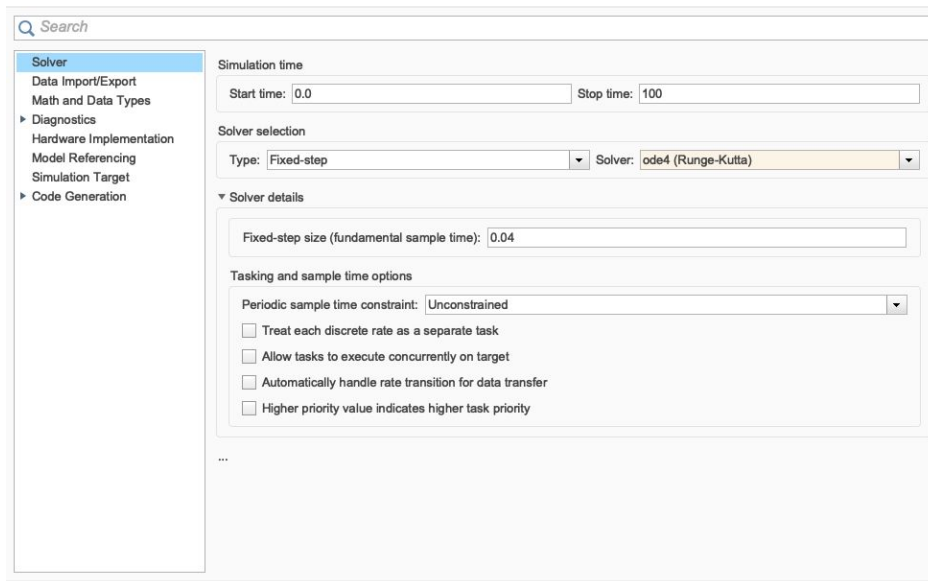 Search
Solver
Data Import/Export
Math and Data Types
Diagnostics
Hardware Implementation
Model Referencing
Simulation Target
Code Generation
Simulation time
Start time: 0.0 Stop time: 100
Solver selection
Type: Fixed-step Solver: ode4 (Runge-Kutta)
Solver details
Fixed-step size (fundamental sample time): 0.04
Tasking and sample time options
Periodic sample time constraint: Unconstrained
Treat each discrete rate as a separate task
Allow tasks to execute concurrently on target
Automatically handle rate transition for data transfer
Higher priority value indicates higher task priority
...